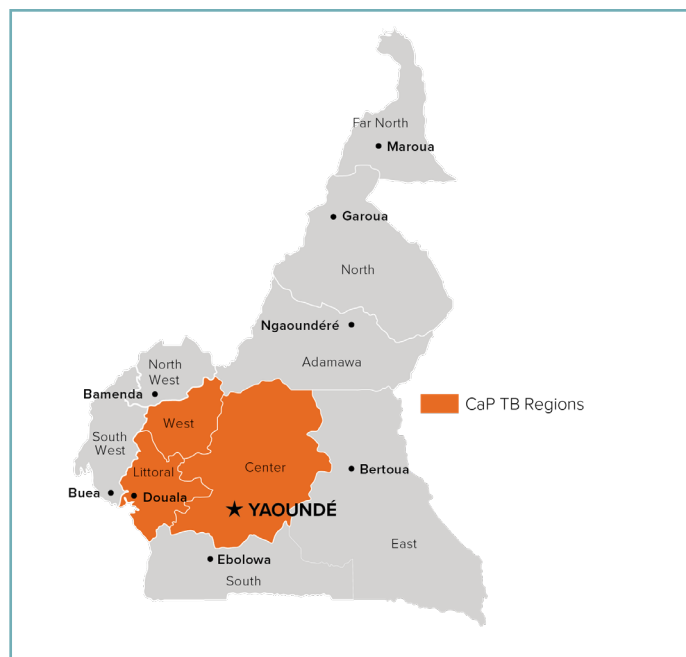 Far North
Maroua
Garoua
North
Ngaoundéré
Adamawa
North
West
Bamenda
West
South
West
CaP TB Regions
Littoral
Center
Bertoua
Buea
Douala
YAOUNDÉ
East
Ebolowa
South